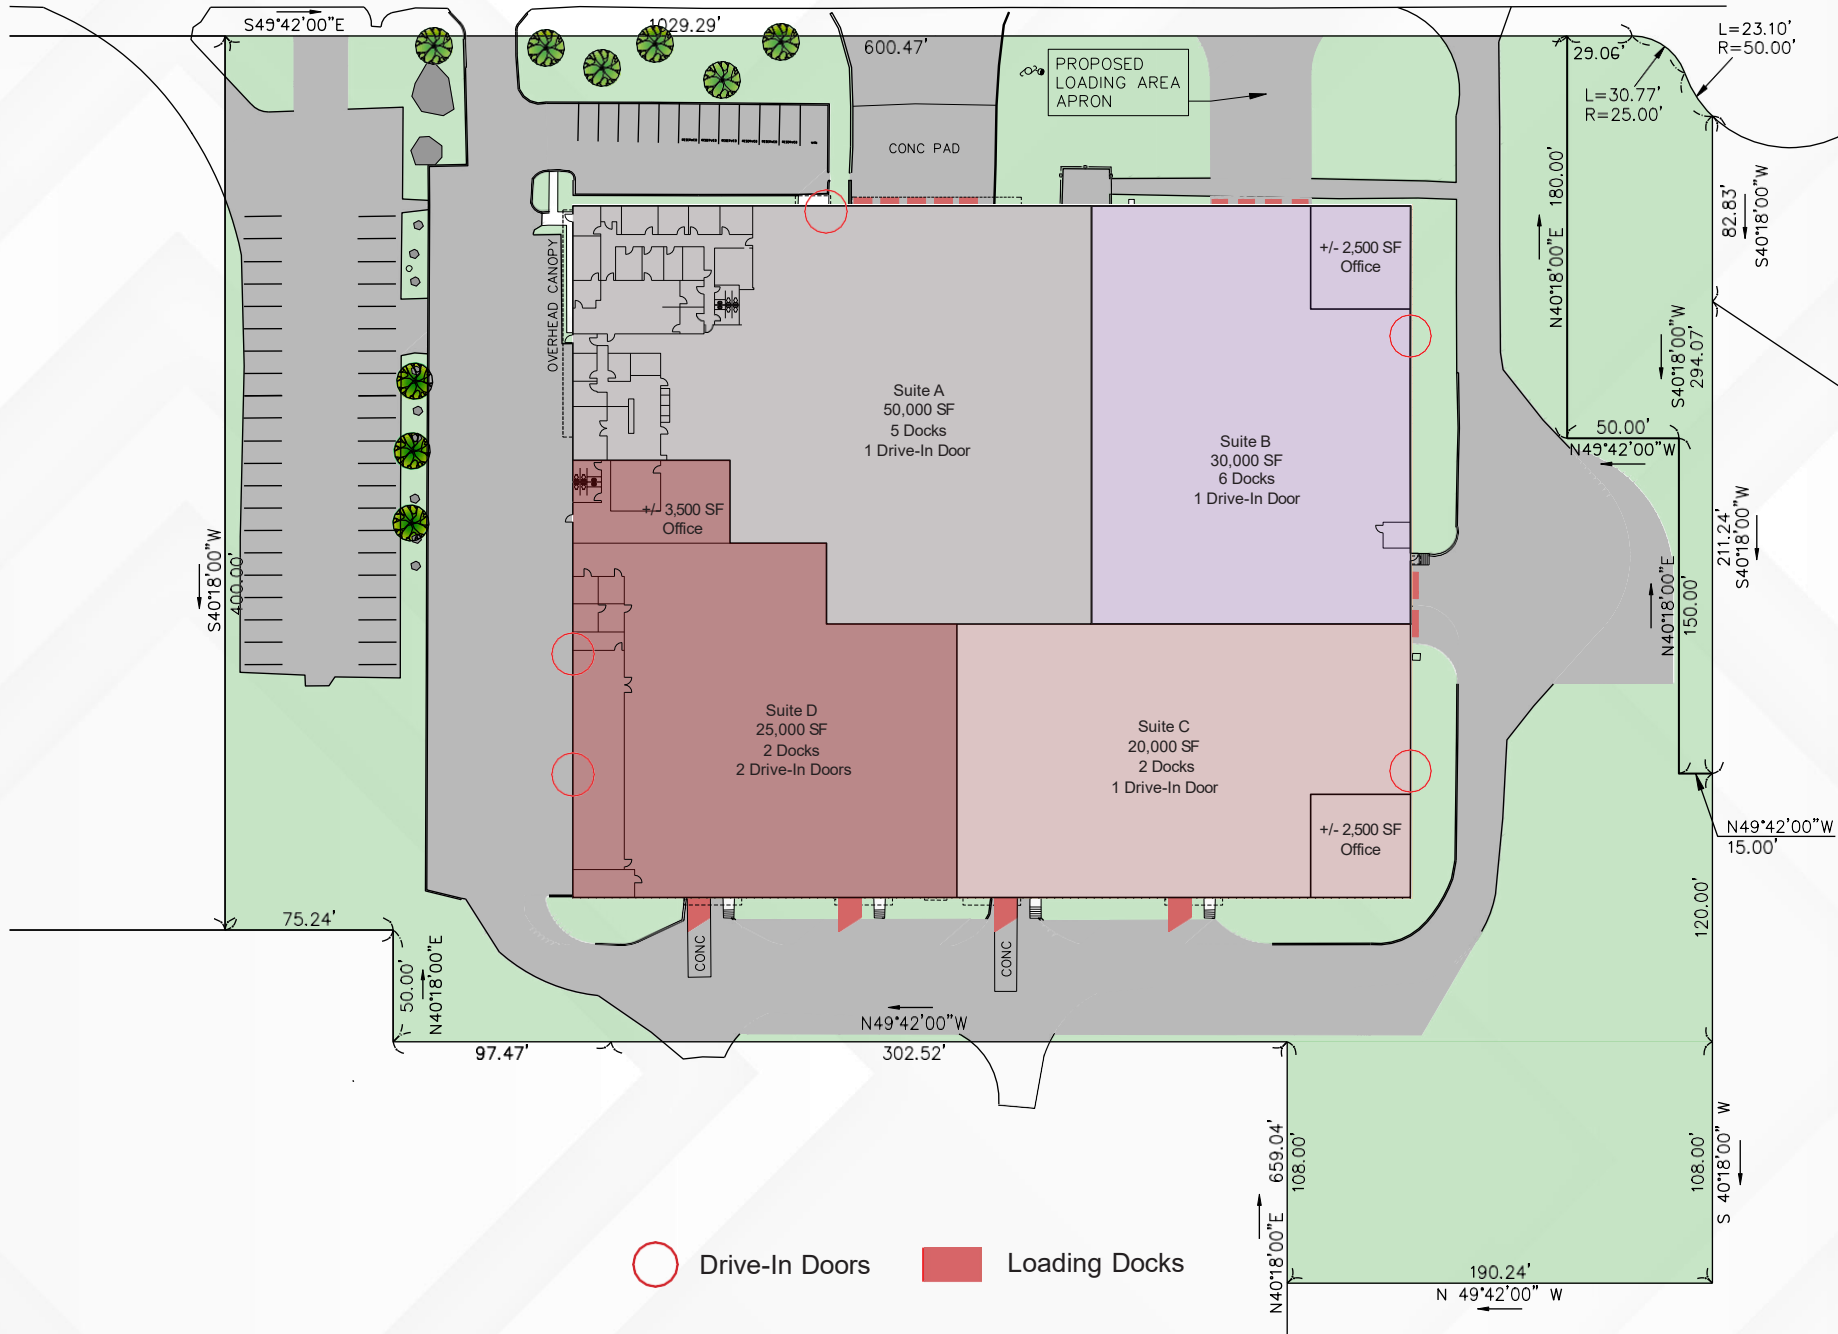 S49°42'00"E
1029.29'
600.47'
29.06'
L=23.10'
R=50.00'
L=30.77'
R=25.00'
PROPOSED
LOADING AREA
APRON
CONC PAD
OVERHEAD CANOPY
N40°18'00"E 180.00'
82.83'
S40°18'00"W
S40°18'00"W
294.07'
+/- 2,500 SF
Office
Suite A
50,000 SF
5 Docks
1 Drive-In Door
Suite B
30,000 SF
6 Docks
1 Drive-In Door
50.00'
N49°42'00"W
+/- 3,500 SF
Office
S40°18'00"W
400.00'
211.24'
S40°18'00"W
N40°18'00"E
150.00'
Suite D
25,000 SF
2 Docks
2 Drive-In Doors
Suite C
20,000 SF
2 Docks
1 Drive-In Door
+/- 2,500 SF
Office
N49°42'00"W
15.00'
75.24'
50.00'
N40°18'00"E
CONC
CONC
120.00'
N49°42'00"W
97.47'
302.52'
N40°18'00"E 659.04'
108.00'
108.00'
S 40°18'00" W
Drive-In Doors
Loading Docks
190.24'
N 49°42'00" W